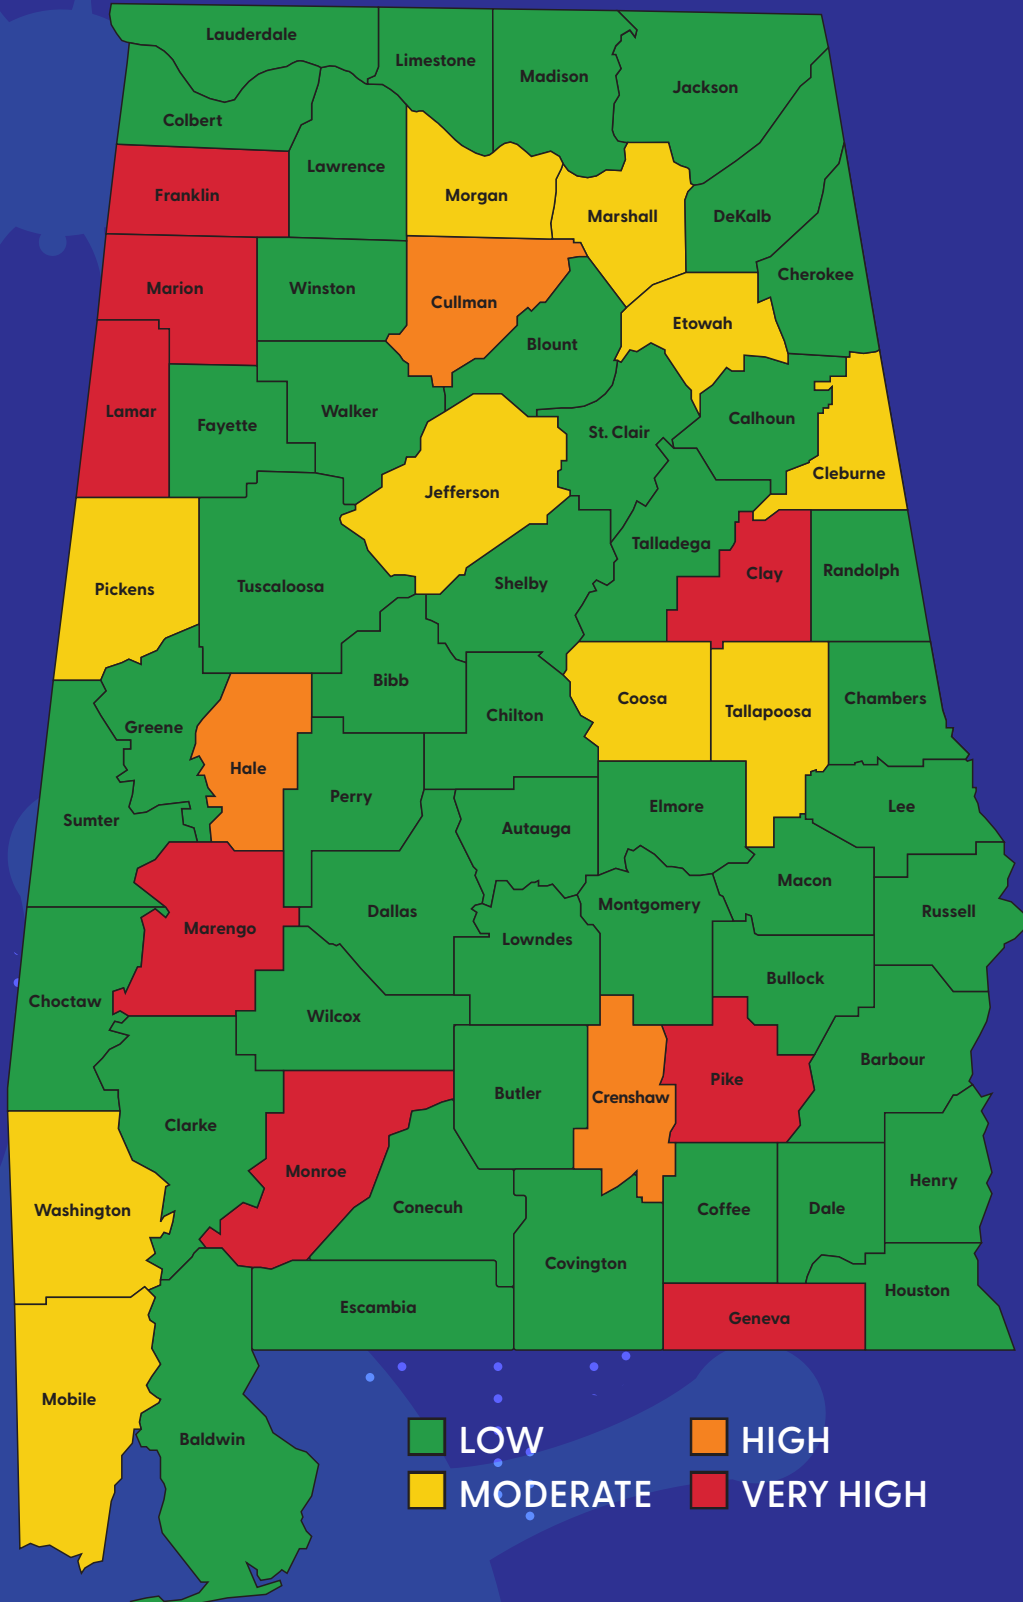 Lauderdale
Limestone
Madison
Jackson
Colbert
Lawrence
Franklin
Morgan
Marshall
DeKalb
Cherokee
Marion
Winston
Cullman
Etowah
Blount
Lamar
Fayette
Walker
St. Clair
Calhoun
Cleburne
Jefferson
Talladega
Clay
Randolph
Pickens
Tuscaloosa
Shelby
Bibb
Coosa
Tallapoosa
Chambers
Greene
Chilton
Hale
Perry
Elmore
Lee
Sumter
Autauga
Macon
Dallas
Montgomery
Russell
Marengo
Lowndes
Bullock
Choctaw
Wilcox
Barbour
Butler
Crenshaw
Pike
Clarke
Monroe
Henry
Washington
Conecuh
Coffee
Dale
Covington
Houston
Escambia
Geneva
Mobile
Baldwin
LOW
HIGH
MODERATE
VERY HIGH